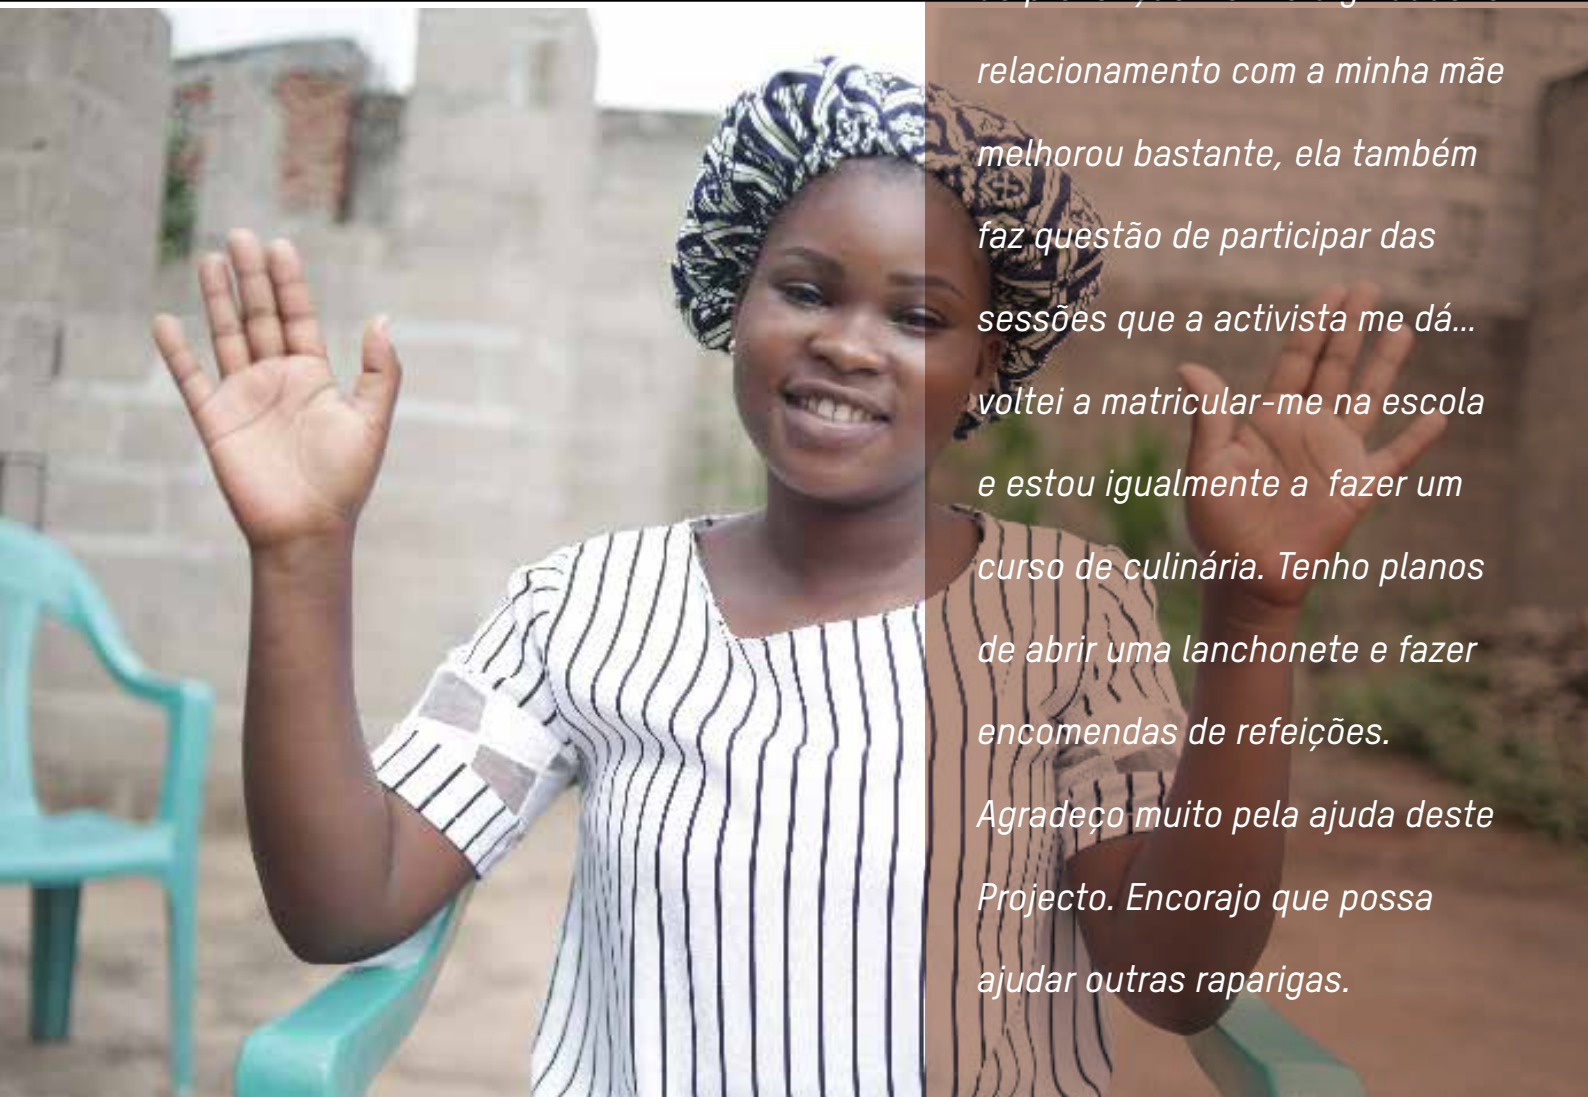 relacionamento com a minha mãe
melhorou bastante, ela também
faz questão de participar das
sessões que a activista me dá...
voltei a matricular-me na escola
e estou igualmente a  fazer um
curso de culinária. Tenho planos
de abrir uma lanchonete e fazer
encomendas de refeições.
Agradeço muito pela ajuda deste
Projecto. Encorajo que possa
ajudar outras raparigas.